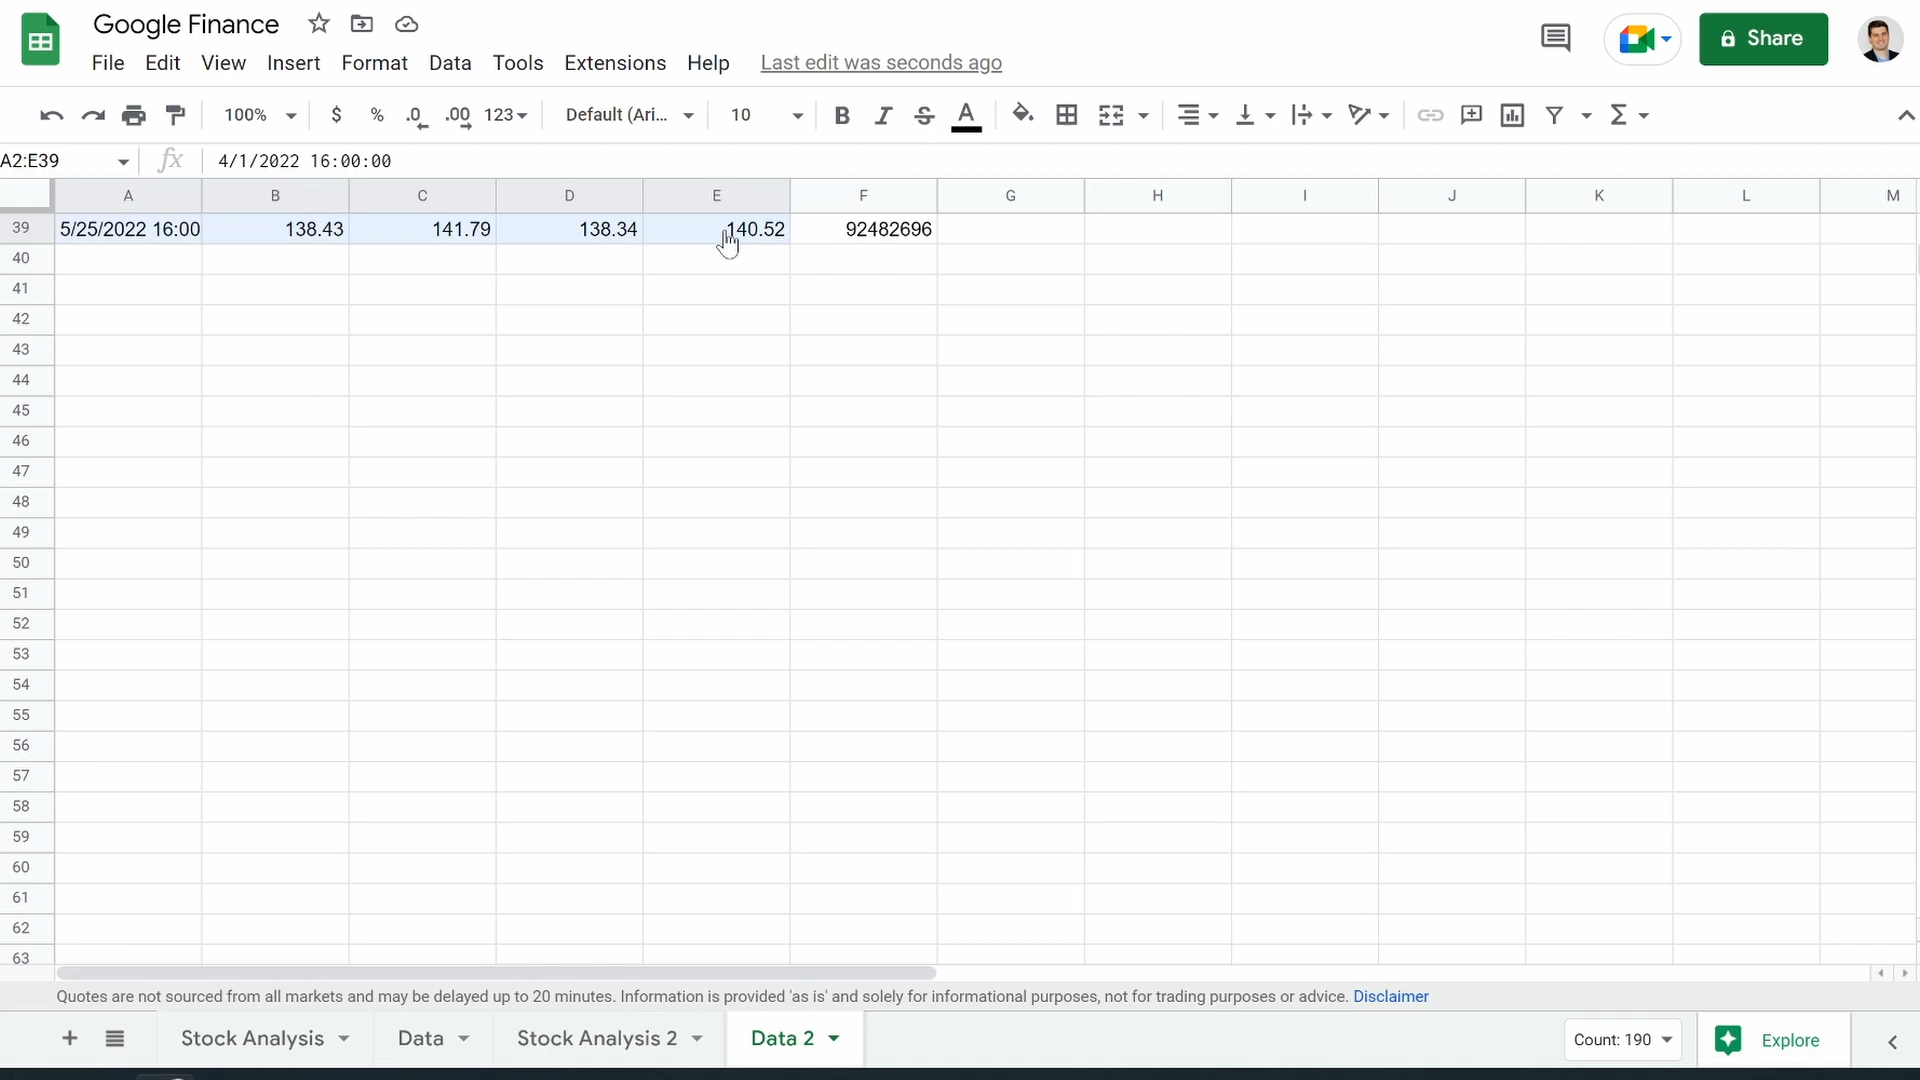 Google Finance
File Edit View Insert Format Data Tools Extensions Help Last edit was seconds ago
Share
100% $ % .0 .00 123 Default (Ari... 10 B I S A Σ
A2:E39 fx 4/1/2022 16:00:00
A B C D E F G H I J K L M
39 5/25/2022 16:00 138.43 141.79 138.34 140.52 92482696
40
41
42
43
44
45
46
47
48
49
50
51
52
53
54
55
56
57
58
59
60
61
62
63
Quotes are not sourced from all markets and may be delayed up to 20 minutes. Information is provided 'as is' and solely for informational purposes, not for trading purposes or advice. Disclaimer
+ Stock Analysis Data Stock Analysis 2 Data 2 Count: 190 Explore